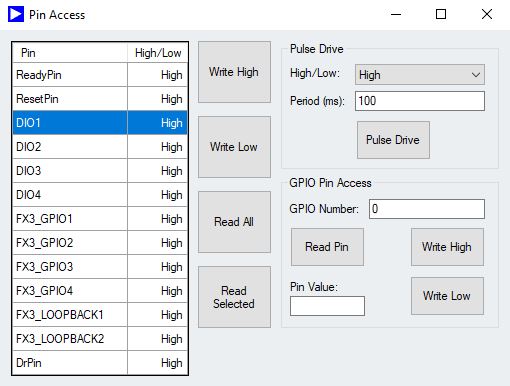 Pin Access
Pin High/Low
ReadyPin High
ResetPin High
DIO1 High
DIO2 High
DIO3 High
DIO4 High
FX3_GPIO1 High
FX3_GPIO2 High
FX3_GPIO3 High
FX3_GPIO4 High
FX3_LOOPBACK1 High
FX3_LOOPBACK2 High
DrPin High
Write High
Write Low
Read All
Read
Selected
Pulse Drive
High/Low: High
Period (ms): 100
Pulse Drive
GPIO Pin Access
GPIO Number: 0
Read Pin Write High
Pin Value:
Write Low